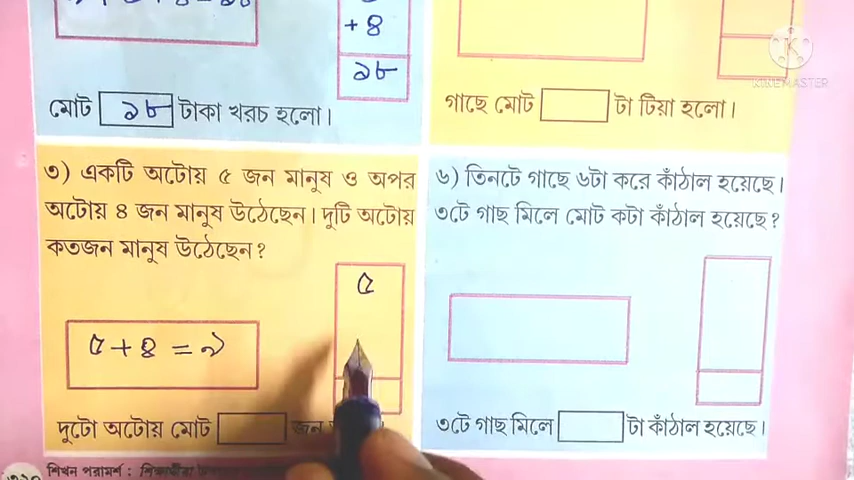 + ৪
১৮
মোট ১৮ টাকা খরচ হলো।
গাছে মোট টা টিয়া হলো।
KINEMASTER
৩) একটি অটোয় ৫ জন মানুষ ও অপর
অটোয় ৪ জন মানুষ উঠেছেন। দুটি অটোয়
কতজন মানুষ উঠেছেন?
৫
৫ + ৪ = ৯
দুটো অটোয় মোট জন
৬) তিনটে গাছে ৬টা করে কাঁঠাল হয়েছে।
৩টে গাছ মিলে মোট কটা কাঁঠাল হয়েছে?
৩টে গাছ মিলে টা কাঁঠাল হয়েছে।
শিখন পরামর্শ :